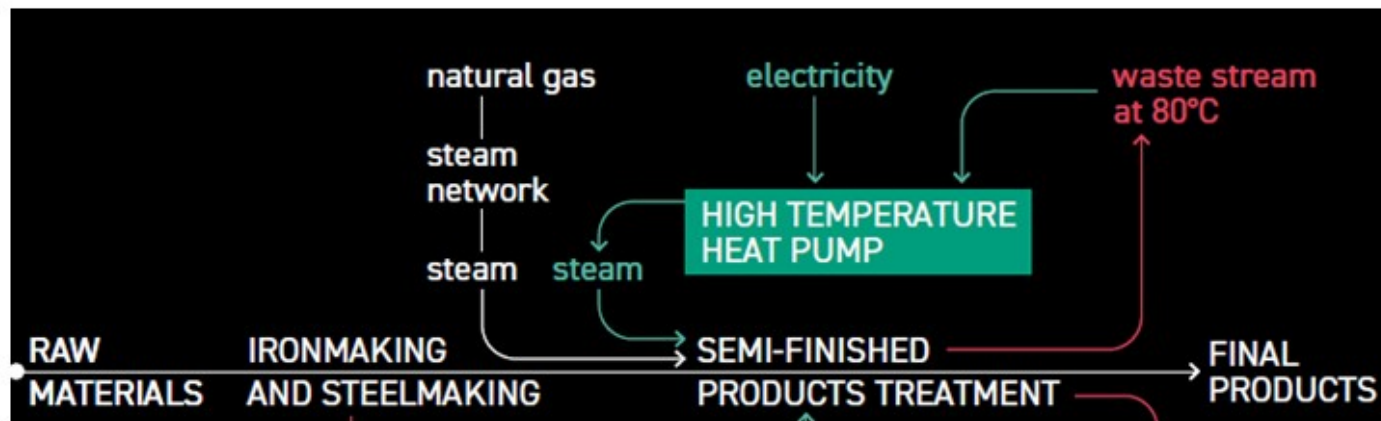 natural gas
electricity
waste stream
at 80°C
steam
network
HIGH TEMPERATURE
HEAT PUMP
steam
steam
RAW
MATERIALS
IRONMAKING
AND STEELMAKING
SEMI-FINISHED
PRODUCTS TREATMENT
FINAL
PRODUCTS